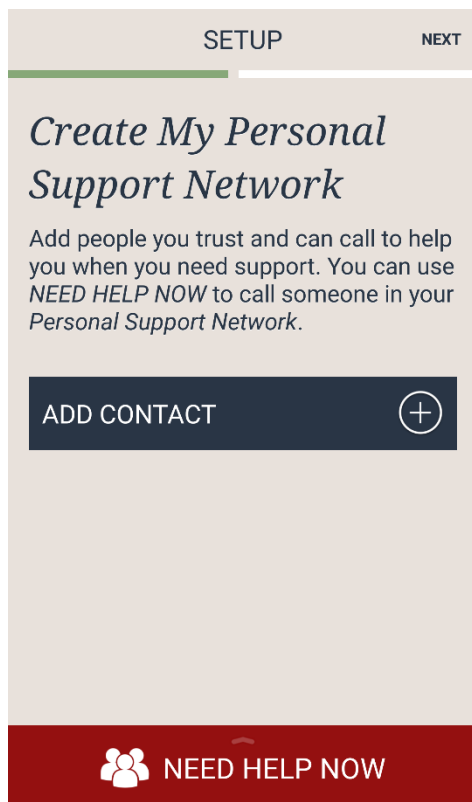 SETUP
NEXT
Create My Personal
Support Network
Add people you trust and can call to help
you when you need support. You can use
NEED HELP NOW to call someone in your
Personal Support Network.
ADD CONTACT
NEED HELP NOW